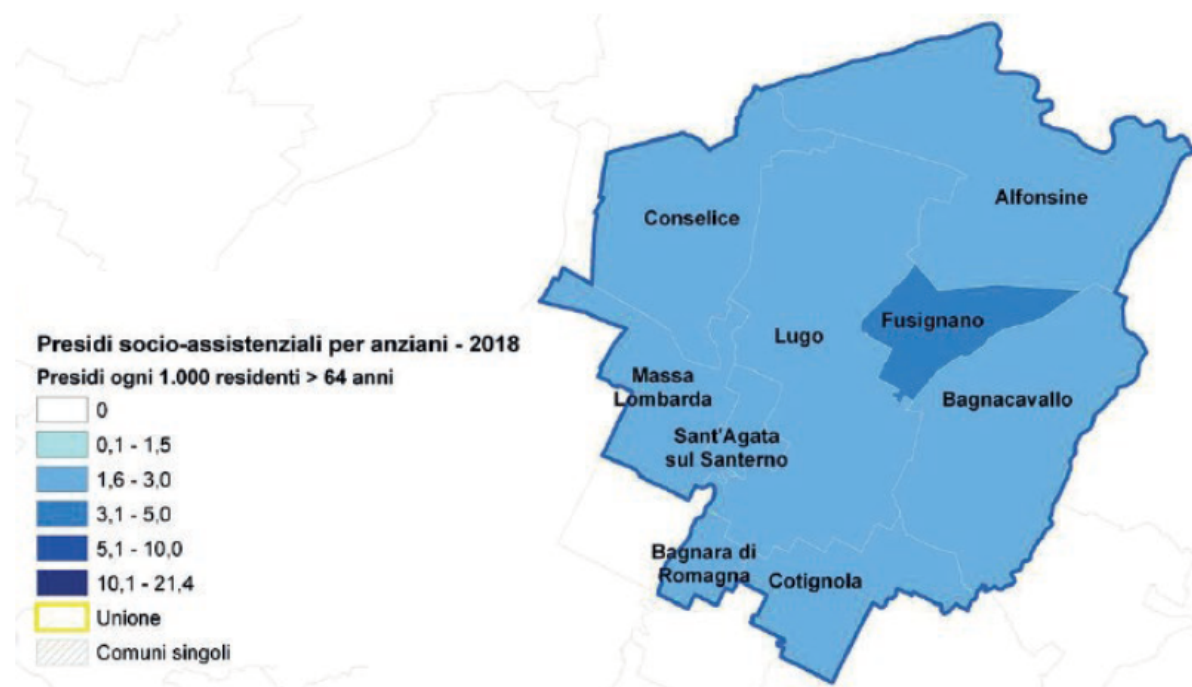 Alfonsine
Conselice
Fusignano
Lugo
Massa
Lombarda
Bagnacavallo
Sant'Agata
sul Santerno
Bagnara di
Romagna
Cotignola
Presidi socio-assistenziali per anziani - 2018
Presidi ogni 1.000 residenti > 64 anni
0
0,1 - 1,5
1,6 - 3,0
3,1 - 5,0
5,1 - 10,0
10,1 - 21,4
Unione
Comuni singoli